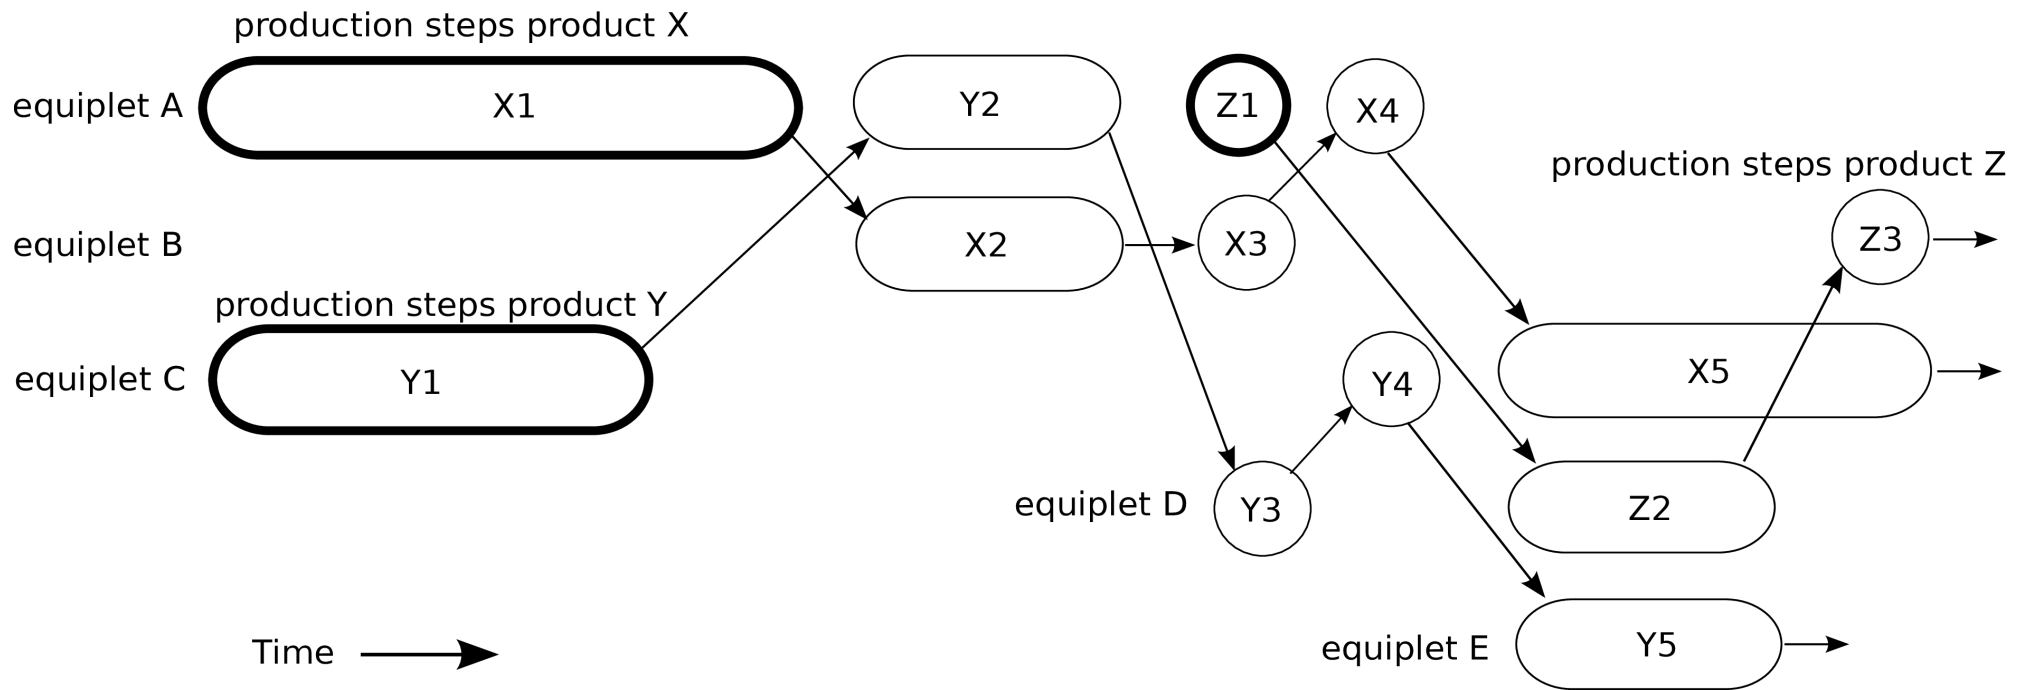 production steps product X
equiplet A
X1
Y2
Z1
X4
production steps product Z
equiplet B
X2
X3
Z3
production steps product Y
equiplet C
Y1
Y4
X5
equiplet D
Y3
Z2
Time
equiplet E
Y5